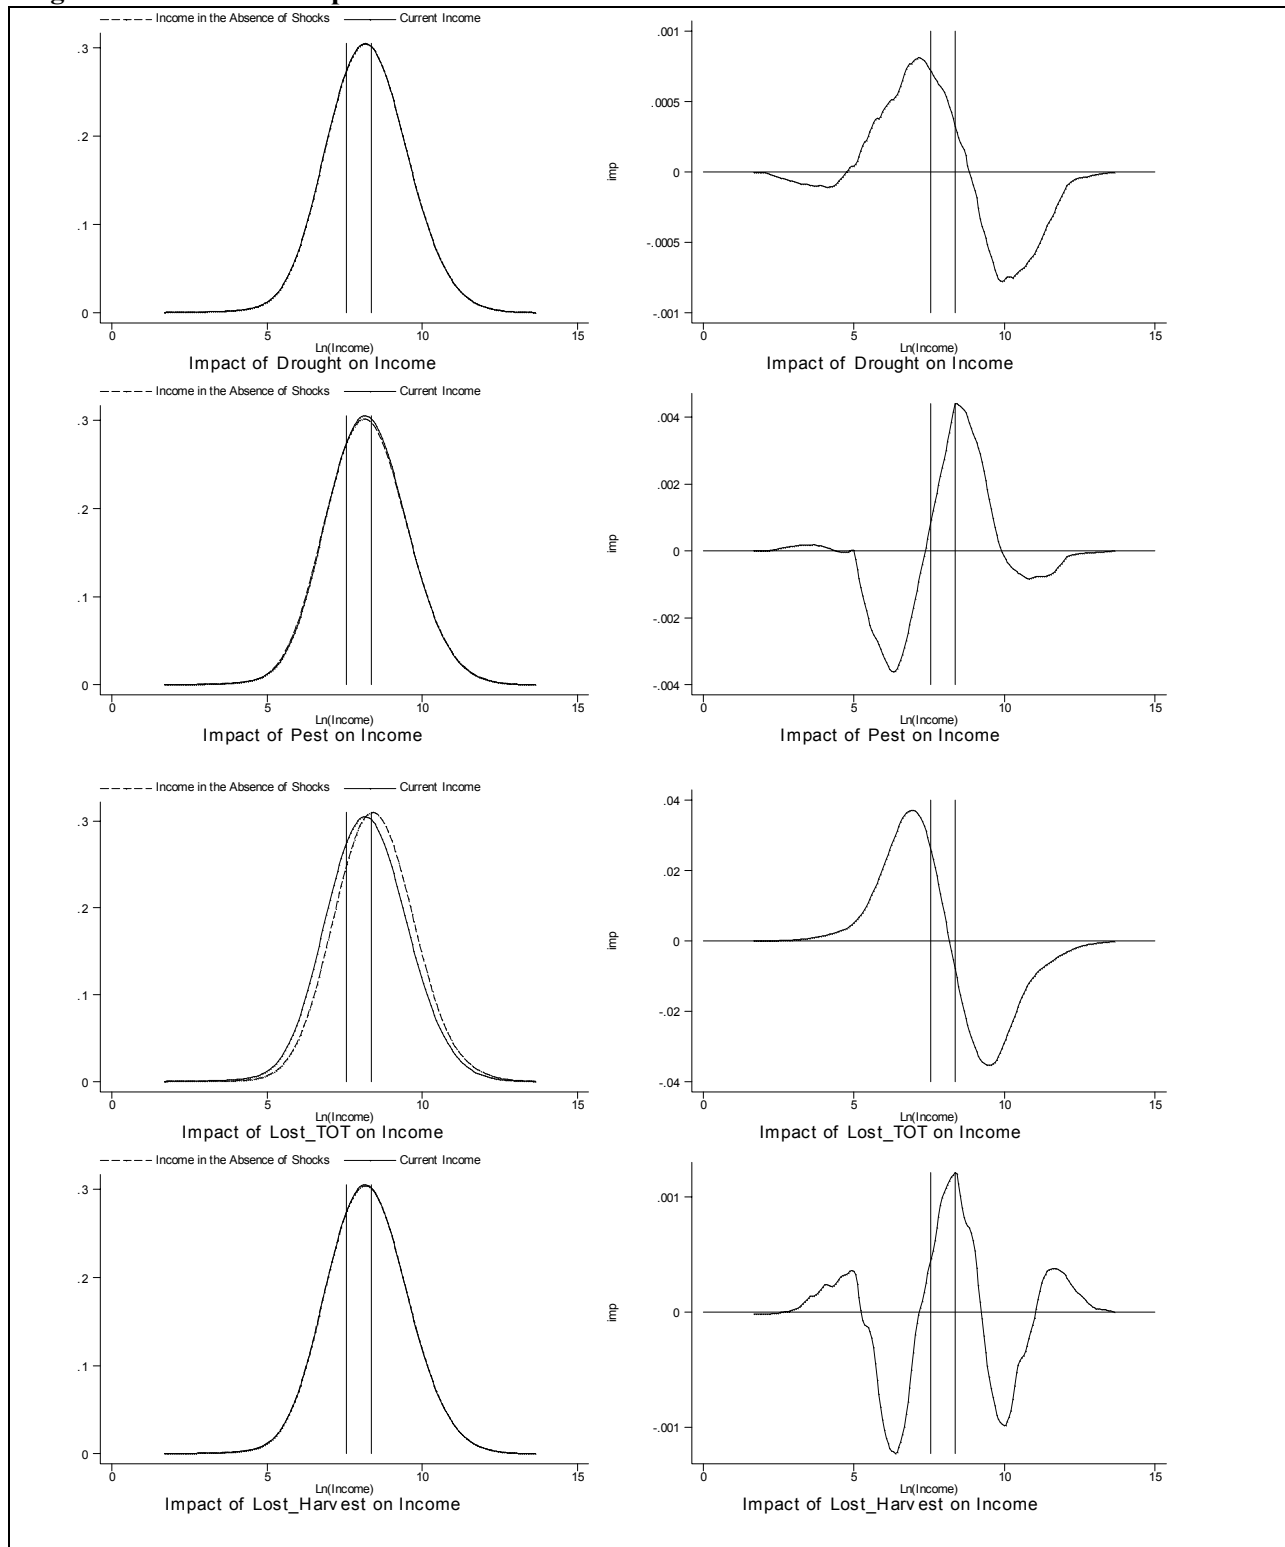 Income in the Absence of Shocks Current Income
.3
.2
.1
0
0 5 10 15
Ln(Income)
Impact of Drought on Income
.001
.0005
0
-.0005
-.001
imp
0 5 10 15
Ln(Income)
Impact of Drought on Income
Income in the Absence of Shocks Current Income
.3
.2
.1
0
0 5 10 15
Ln(Income)
Impact of Pest on Income
.004
.002
0
-.002
-.004
imp
0 5 10 15
Ln(Income)
Impact of Pest on Income
Income in the Absence of Shocks Current Income
.3
.2
.1
0
0 5 10 15
Ln(Income)
Impact of Lost_TOT on Income
.04
.02
0
-.02
-.04
imp
0 5 10 15
Ln(Income)
Impact of Lost_TOT on Income
Income in the Absence of Shocks Current Income
.3
.2
.1
0
0 5 10 15
Ln(Income)
Impact of Lost_Harvest on Income
.001
0
-.001
imp
0 5 10 15
Ln(Income)
Impact of Lost_Harvest on Income